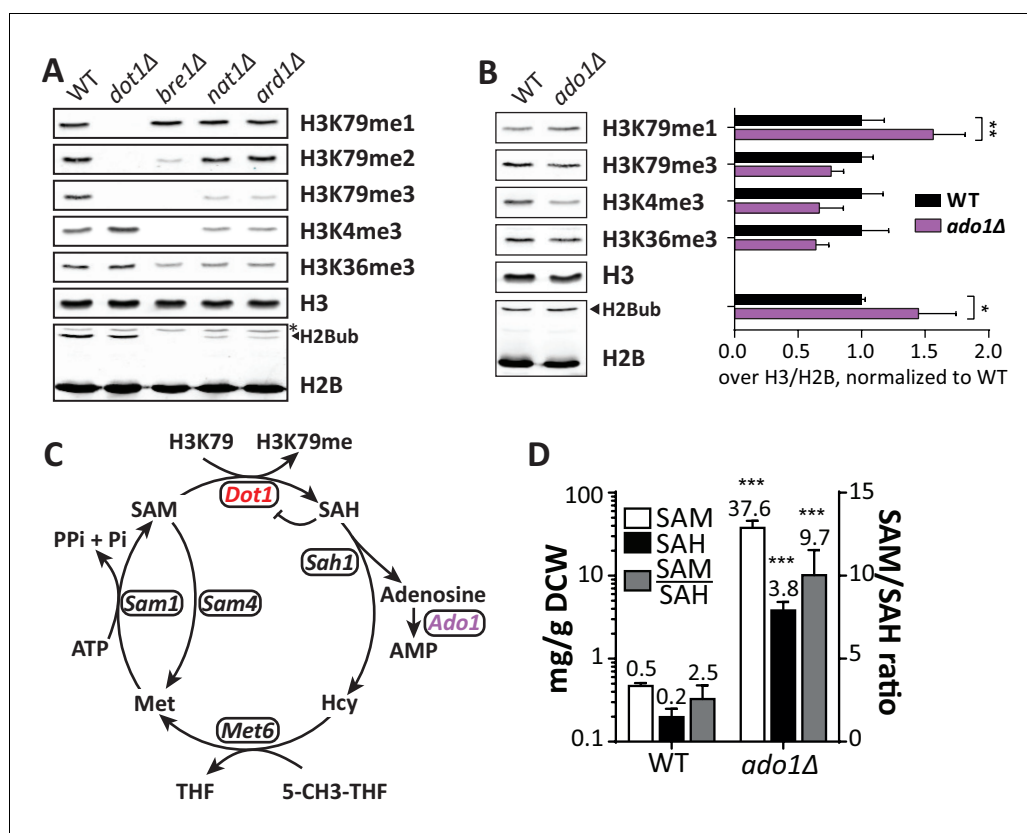 A
WT dot1Δ bre1Δ nat1Δ ard1Δ
H3K79me1
H3K79me2
H3K79me3
H3K4me3
H3K36me3
H3
*
H2Bub
H2B
B
WT ado1Δ
H3K79me1
H3K79me3
H3K4me3
H3K36me3
H3
H2Bub
H2B
**
WT
ado1Δ
*
0.0 0.5 1.0 1.5 2.0
over H3/H2B, normalized to WT
C
H3K79 H3K79me
Dot1
SAM SAH
PPi + Pi
Sah1
Sam1 Sam4
Adenosine
Ado1
ATP
AMP
Met Hcy
Met6
THF 5-CH3-THF
D
mg/g DCW
100
10
1
0.1
SAM
SAH
SAM
SAH
0.5
0.2
2.5
***
37.6
***
3.8
***
9.7
15
10
5
0
SAM/SAH ratio
WT ado1Δ